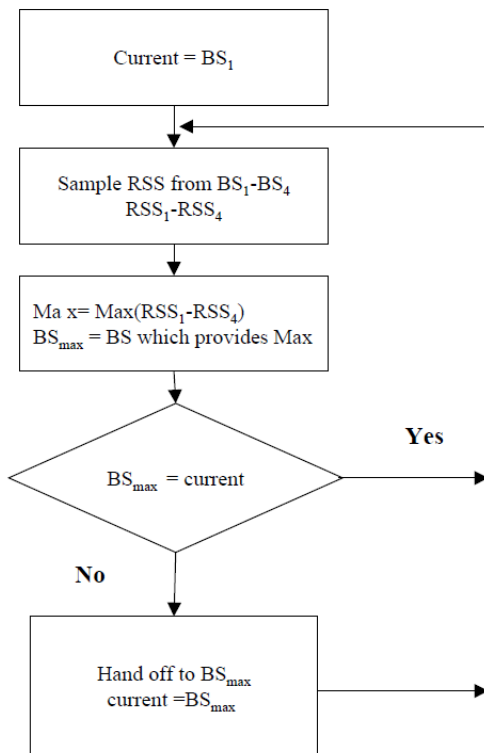 Current = BS₁
Sample RSS from BS₁-BS₄
RSS₁-RSS₄
Ma x= Max(RSS₁-RSS₄)
BSₘₐₓ = BS which provides Max
Yes
BSₘₐₓ = current
No
Hand off to BSₘₐₓ
current =BSₘₐₓ